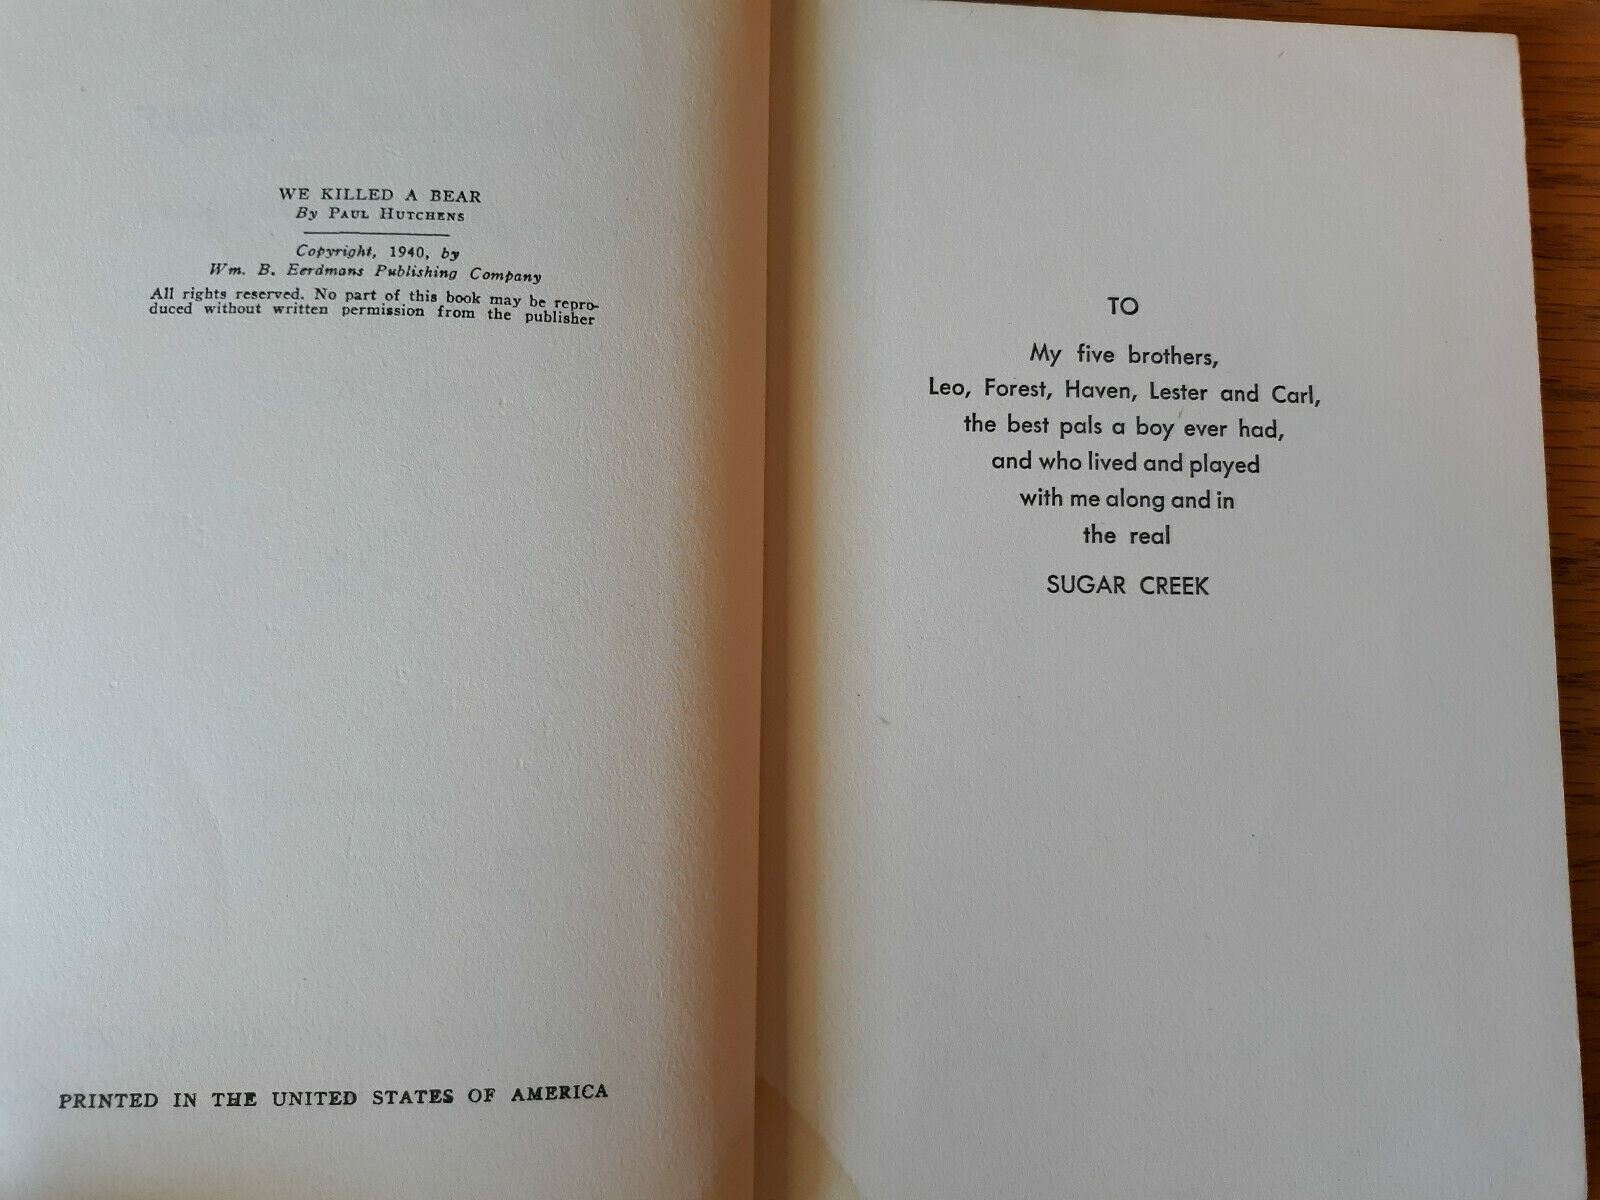 WE KILLED A BEAR
By PAUL HUTCHENS
Copyright, 1940, by
Wm. B. Eerdmans Publishing Company
All rights reserved. No part of this book may be repro-
duced without written permission from the publisher
PRINTED IN THE UNITED STATES OF AMERICA
TO
My five brothers,
Leo, Forest, Haven, Lester and Carl,
the best pals a boy ever had,
and who lived and played
with me along and in
the real
SUGAR CREEK